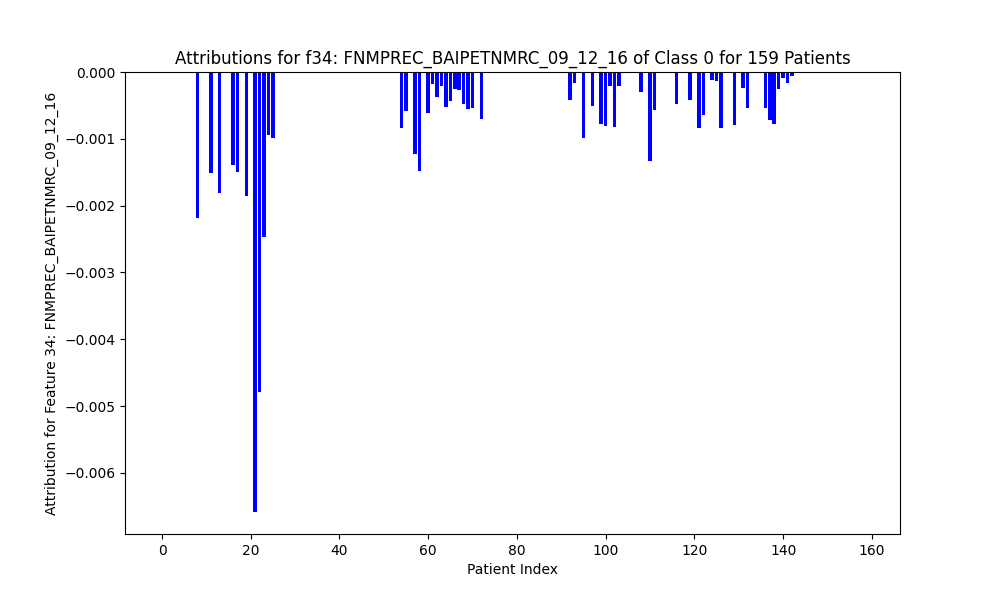 Attributions for f34: FNMPREC_BAIPETNMRC_09_12_16 of Class 0 for 159 Patients
Attribution for Feature 34: FNMPREC_BAIPETNMRC_09_12_16
0.000
−0.001
−0.002
−0.003
−0.004
−0.005
−0.006
0 20 40 60 80 100 120 140 160
Patient Index